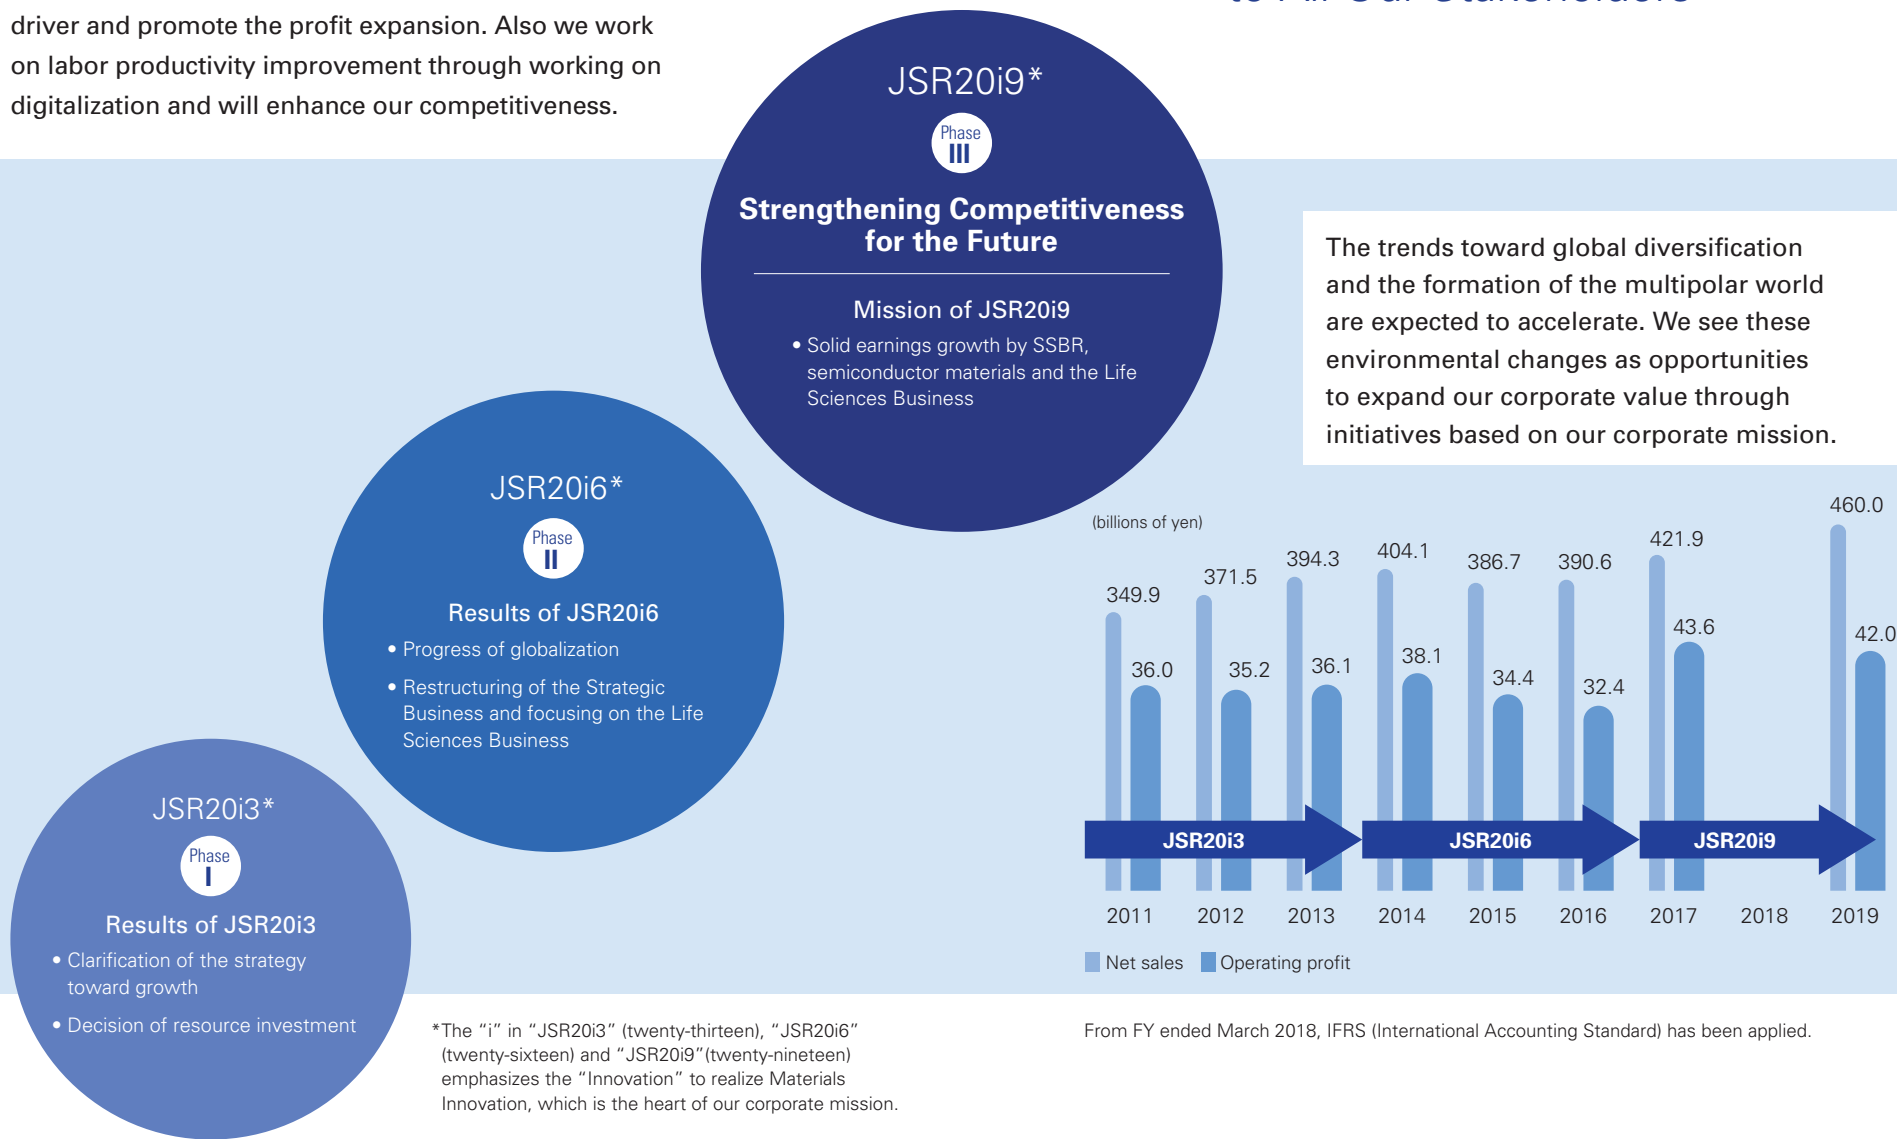 to All Our Stakeholders
driver and promote the profit expansion. Also we work
on labor productivity improvement through working on
digitalization and will enhance our competitiveness.
JSR20i9*
Phase
III
Strengthening Competitiveness
for the Future
Mission of JSR20i9
• Solid earnings growth by SSBR,
semiconductor materials and the Life
Sciences Business
The trends toward global diversification
and the formation of the multipolar world
are expected to accelerate. We see these
environmental changes as opportunities
to expand our corporate value through
initiatives based on our corporate mission.
JSR20i6*
Phase
II
Results of JSR20i6
• Progress of globalization
• Restructuring of the Strategic
Business and focusing on the Life
Sciences Business
JSR20i3*
Phase
I
Results of JSR20i3
• Clarification of the strategy
toward growth
• Decision of resource investment
*The “i” in “JSR20i3” (twenty-thirteen), “JSR20i6”
(twenty-sixteen) and “JSR20i9”(twenty-nineteen)
emphasizes the “Innovation” to realize Materials
Innovation, which is the heart of our corporate mission.
(billions of yen)
349.9
36.0
371.5
35.2
394.3
36.1
404.1
38.1
386.7
34.4
390.6
32.4
421.9
43.6
460.0
42.0
JSR20i3
JSR20i6
JSR20i9
2011 2012 2013 2014 2015 2016 2017 2018 2019
Net sales Operating profit
From FY ended March 2018, IFRS (International Accounting Standard) has been applied.